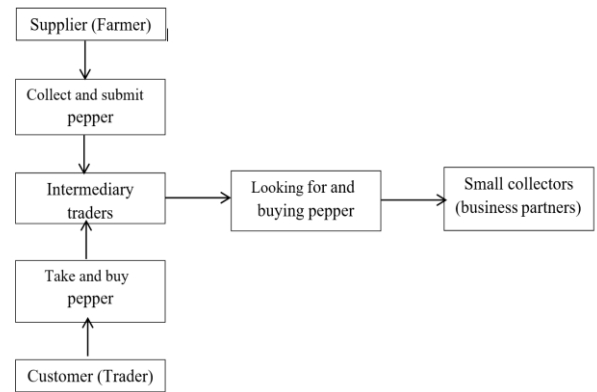 Supplier (Farmer)
Collect and submit
pepper
Intermediary
traders
Looking for and
buying pepper
Small collectors
(business partners)
Take and buy
pepper
Customer (Trader)